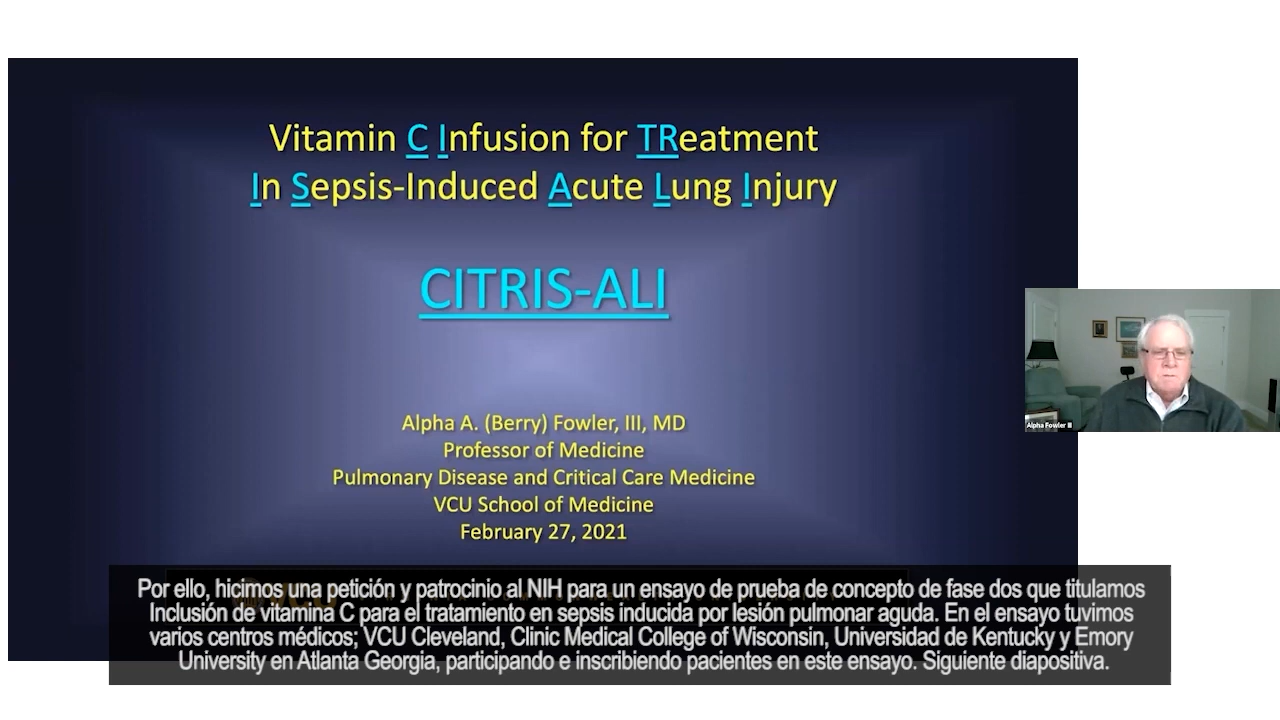 Vitamin C Infusion for TReatment
In Sepsis-Induced Acute Lung Injury
CITRIS-ALI
Alpha A. (Berry) Fowler, III, MD
Professor of Medicine
Pulmonary Disease and Critical Care Medicine
VCU School of Medicine
February 27, 2021
Alpha Fowler III
Por ello, hicimos una petición y patrocinio al NIH para un ensayo de prueba de concepto de fase dos que titulamos
Inclusión de vitamina C para el tratamiento en sepsis inducida por lesión pulmonar aguda. En el ensayo tuvimos
varios centros médicos; VCU Cleveland, Clinic Medical College of Wisconsin, Universidad de Kentucky y Emory
University en Atlanta Georgia, participando e inscribiendo pacientes en este ensayo. Siguiente diapositiva.